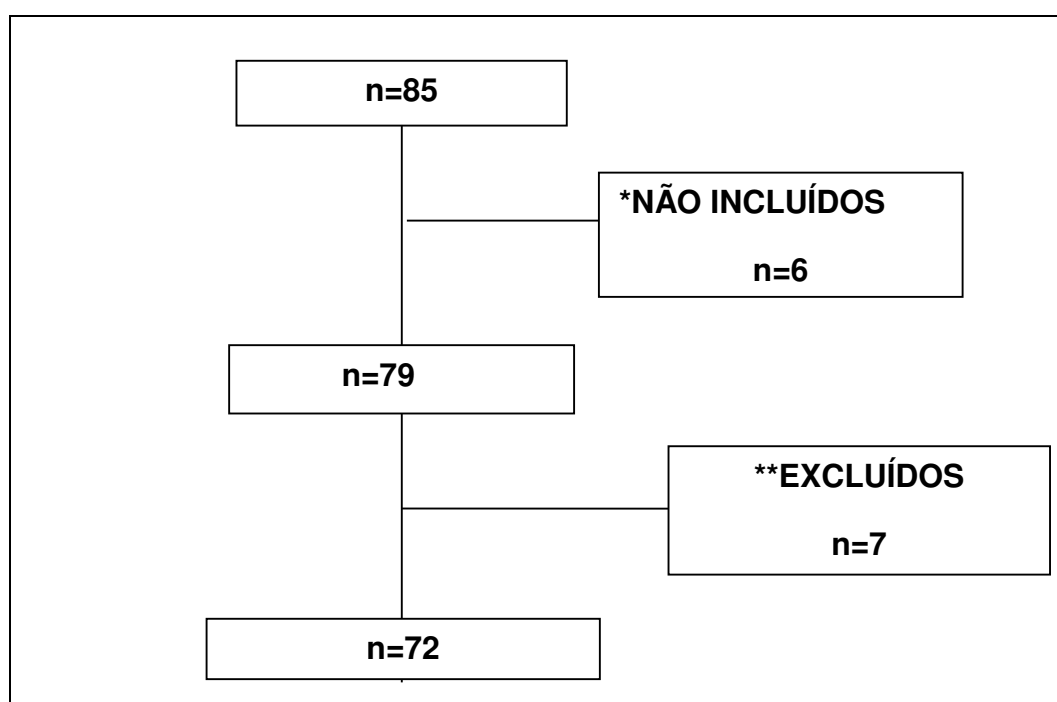 n=85
*NÃO INCLUÍDOS
n=6
n=79
**EXCLUÍDOS
n=7
n=72